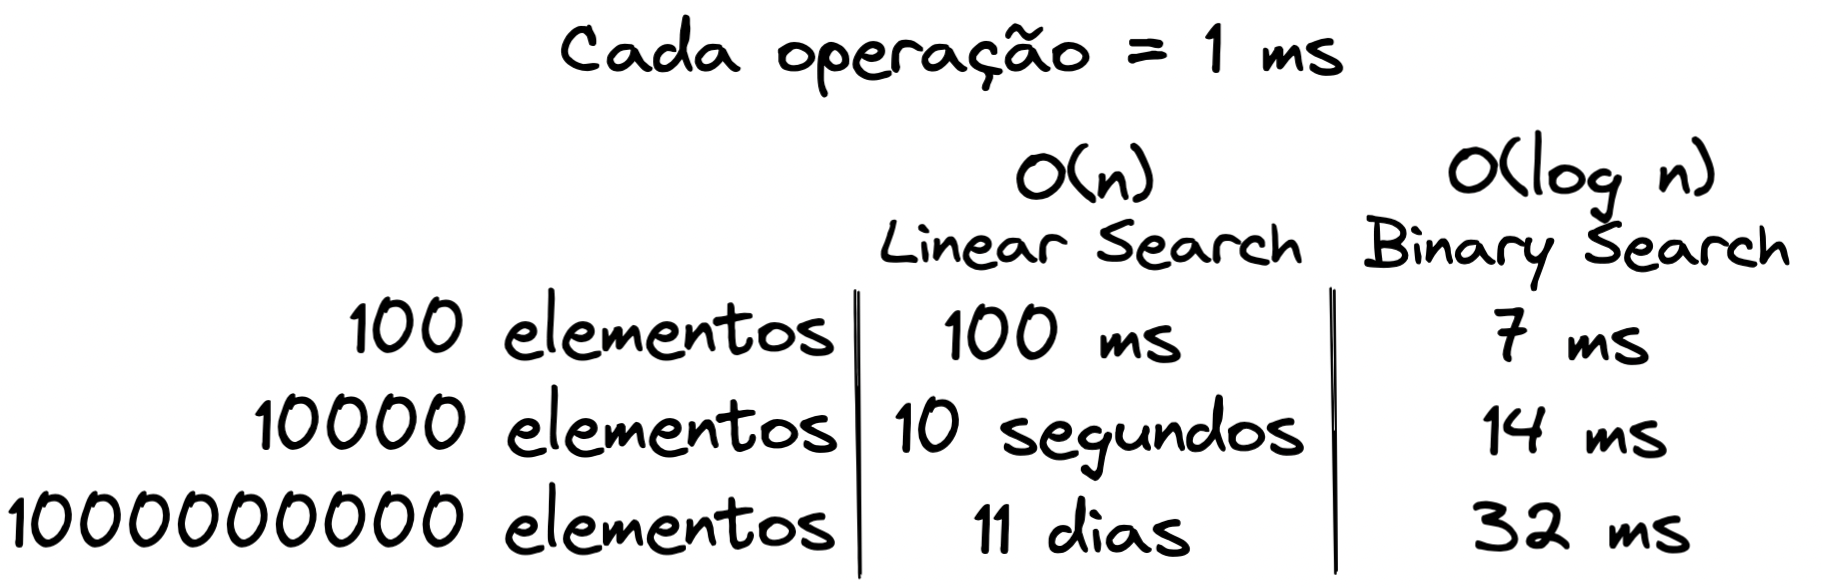 Cada operação = 1 ms
O(n) O(log n)
Linear Search Binary Search
100 elementos 100 ms 7 ms
10000 elementos 10 segundos 14 ms
1000000000 elementos 11 dias 32 ms